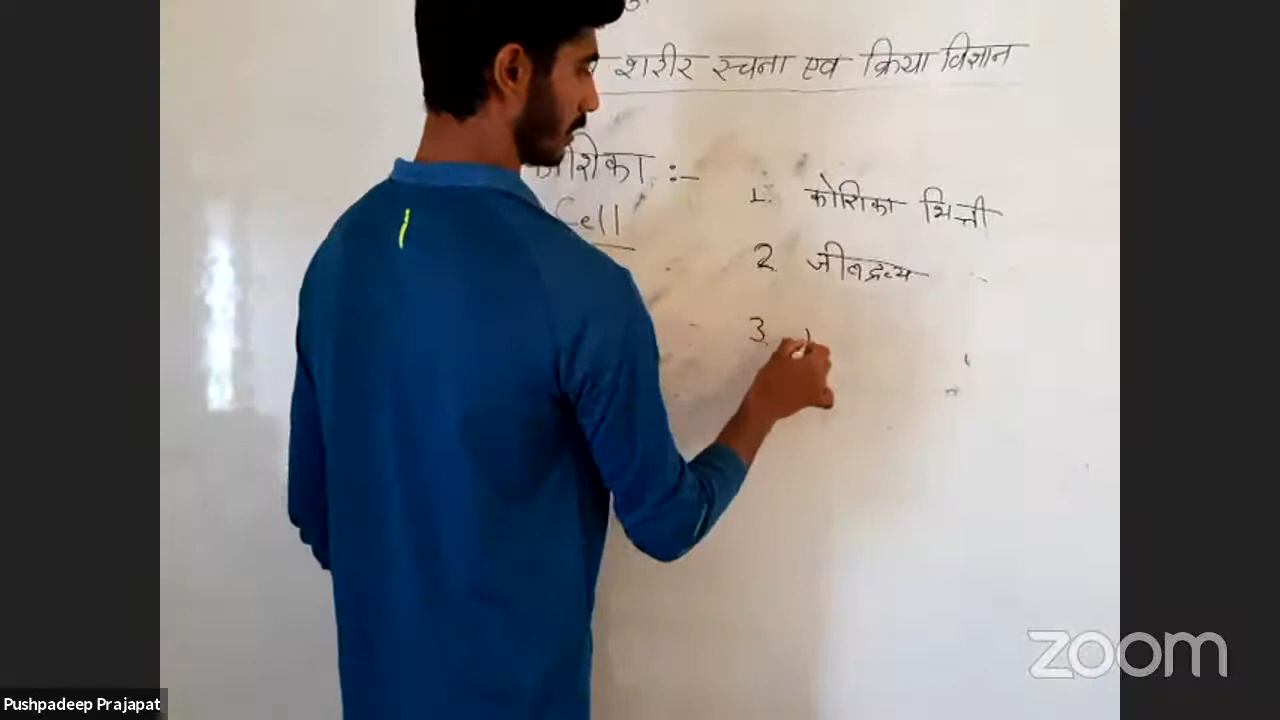 शरीर रचना एवं क्रिया विज्ञान
कोशिका :-
Cell
1. कोशिका भित्ती
2. जीवद्रव्य
3.
zoom
Pushpadeep Prajapat